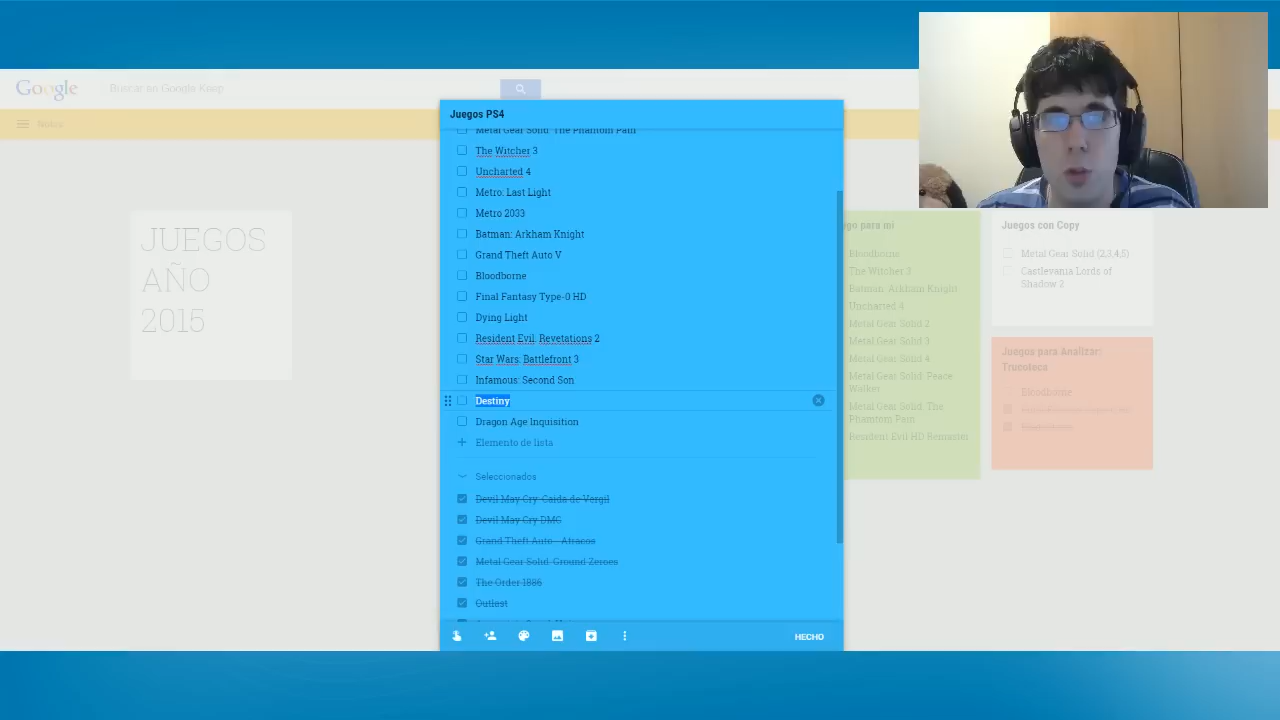 Google
Buscar en Google Keep
Notas
JUEGOS
AÑO
2015
Juegos PS4
Metal Gear Solid: The Phantom Pain
The Witcher 3
Uncharted 4
Metro: Last Light
Metro 2033
Batman: Arkham Knight
Grand Theft Auto V
Bloodborne
Final Fantasy Type-0 HD
Dying Light
Resident Evil: Revetations 2
Star Wars: Battlefront 3
Infamous: Second Son
Destiny
Dragon Age Inquisition
Elemento de lista
Seleccionados
Devil May Cry: Caida de Vergil
Devil May Cry DMC
Grand Theft Auto - Atracos
Metal Gear Solid: Ground Zeroes
The Order 1886
Outlast
HECHO
go para mi
Bloodborne
The Witcher 3
Batman: Arkham Knight
Uncharted 4
Metal Gear Solid 2
Metal Gear Solid 3
Metal Gear Solid 4
Metal Gear Solid: Peace
Walker
Metal Gear Solid: The
Phamtom Pain
Resident Evil HD Remaster
Juegos con Copy
Metal Gear Solid (2,3,4,5)
Castlevania Lords of
Shadow 2
Juegos para Analizar:
Trucoteca
Bloodborne